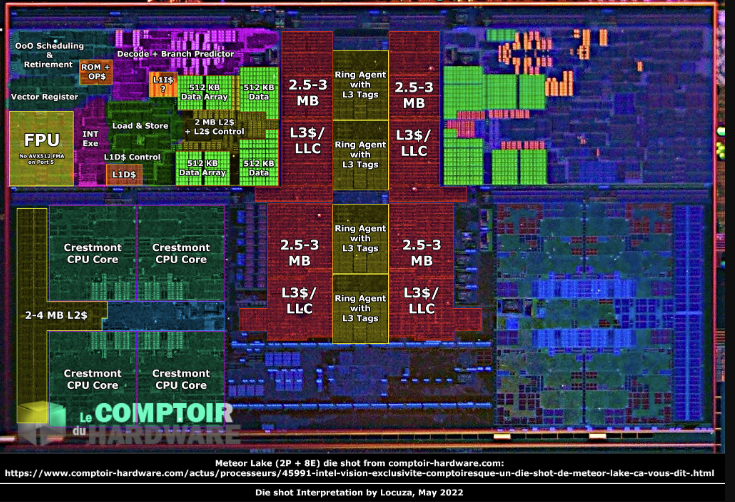 OoO Scheduling
&
Retirement
ROM +
OP$
Decode + Branch Predictor
L1I$
?
512 KB
Data Array
512 KB
Data
Vector Register
FPU
No AVX512 FMA
on Port 5
INT
Exe
Load & Store
2 MB L2$
+ L2$ Control
L1D$ Control
L1D$
512 KB
Data Array
512 KB
Data
2.5-3
MB
L3$/
LLC
Ring Agent
with
L3 Tags
Ring Agent
with
L3 Tags
2.5-3
MB
L3$/
LLC
Crestmont
CPU Core
Crestmont
CPU Core
2-4 MB L2$
Crestmont
CPU Core
Crestmont
CPU Core
2.5-3
MB
L3$/
LLC
Ring Agent
with
L3 Tags
Ring Agent
with
L3 Tags
2.5-3
MB
L3$/
LLC
Le COMPTOIR
du HARDWARE
Meteor Lake (2P + 8E) die shot from comptoir-hardware.com:
https://www.comptoir-hardware.com/actus/processeurs/45991-intel-vision-exclusivite-comptoiresque-un-die-shot-de-meteor-lake-ca-vous-dit-.html
Die shot Interpretation by Locuza, May 2022